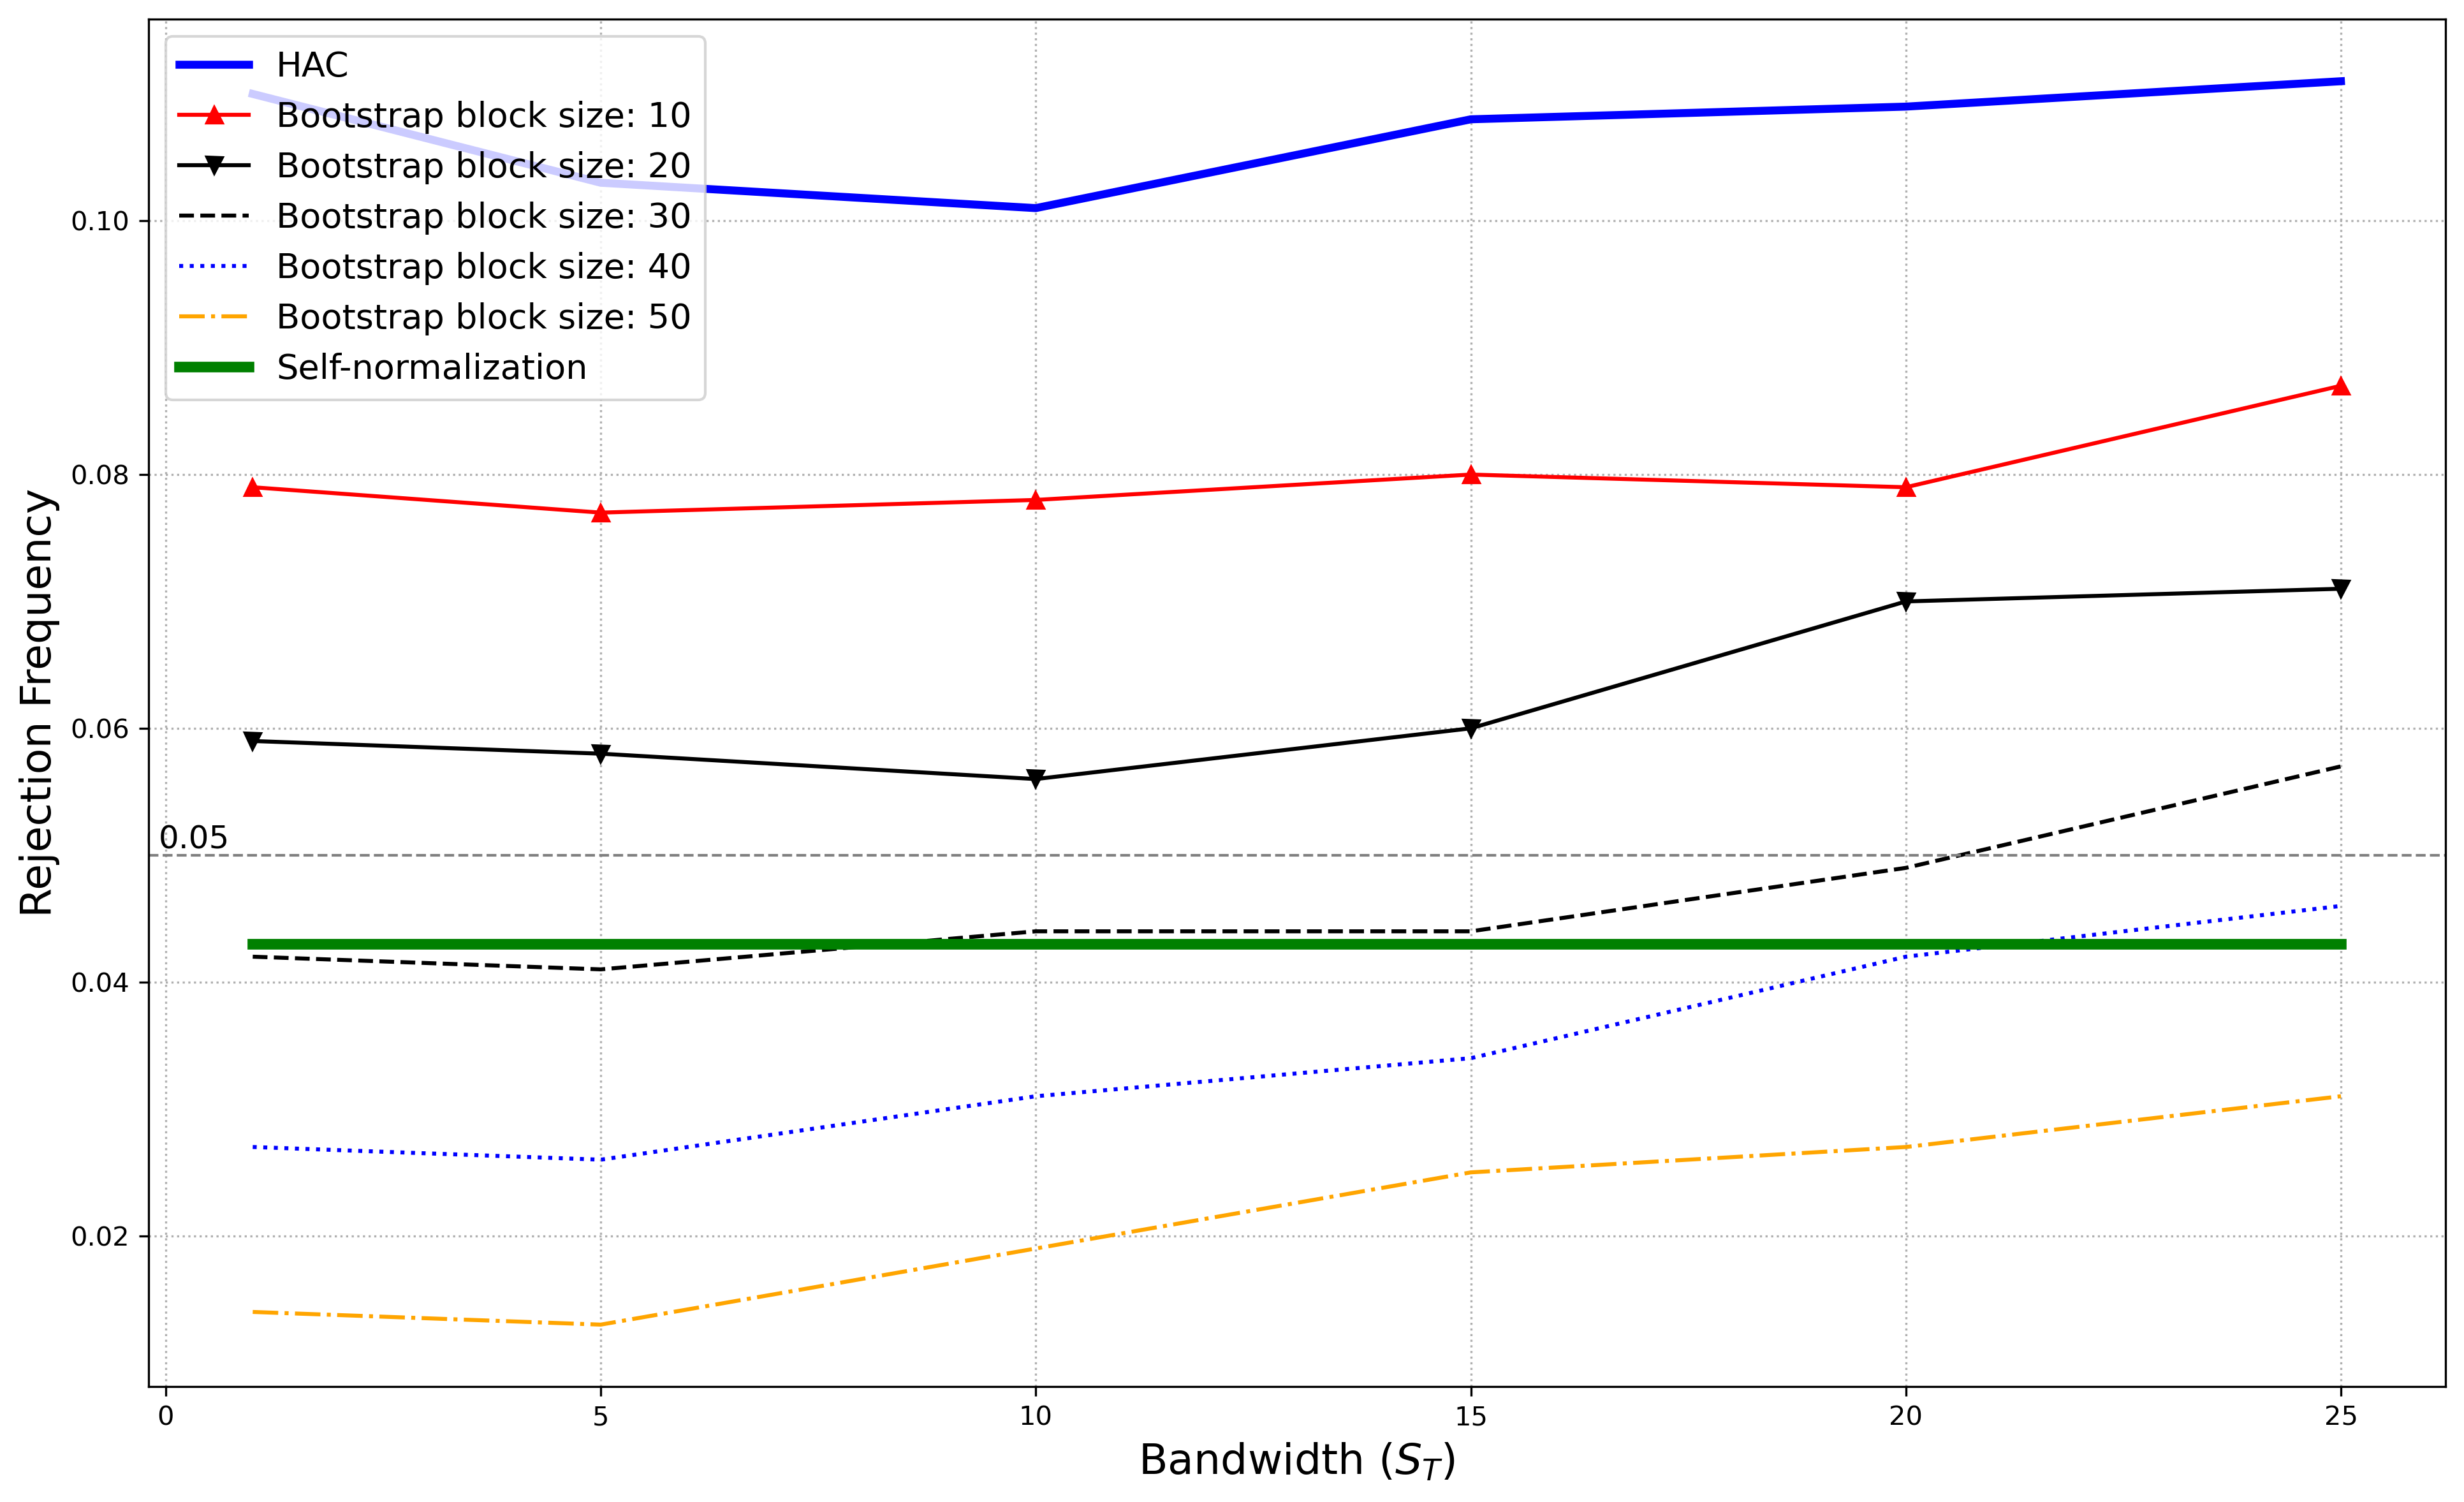 HAC
Bootstrap block size: 10
Bootstrap block size: 20
Bootstrap block size: 30
Bootstrap block size: 40
Bootstrap block size: 50
Self-normalization
0.10
0.08
0.06
0.05
0.04
0.02
Rejection Frequency
0 5 10 15 20 25
Bandwidth (S_T)